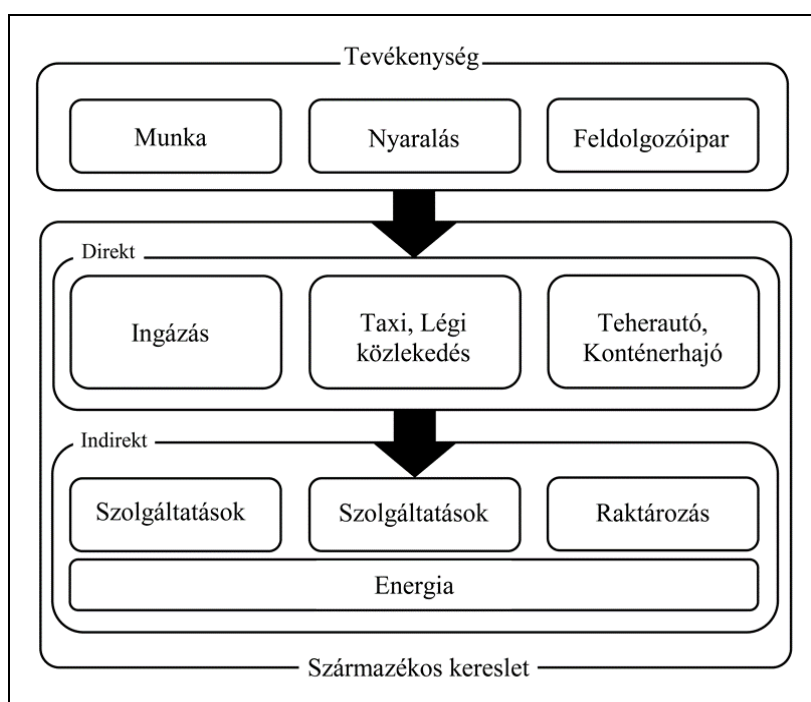 Tevékenység
Munka
Nyaralás
Feldolgozóipar
Direkt
Ingázás
Taxi, Légi
közlekedés
Teherautó,
Konténerhajó
Indirekt
Szolgáltatások
Szolgáltatások
Raktározás
Energia
Származékos kereslet